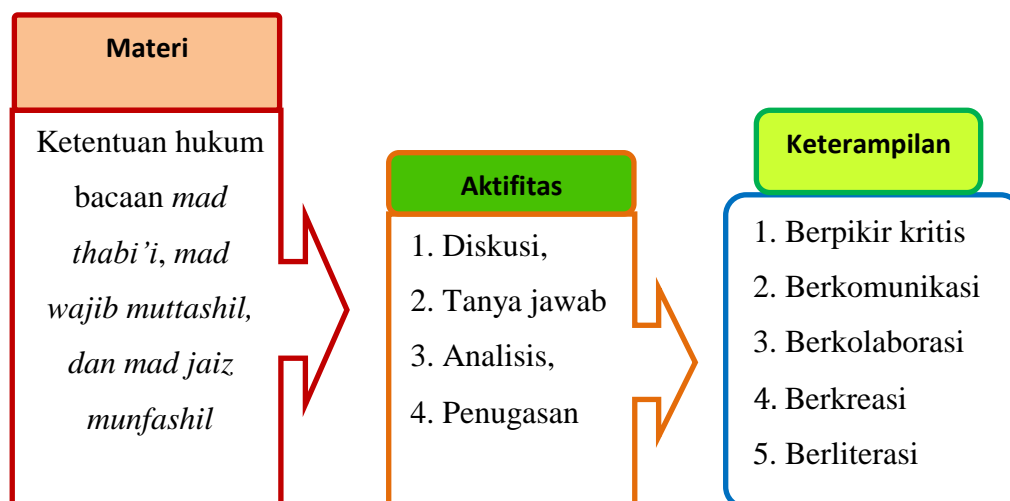 Materi
Ketentuan hukum
bacaan mad
thabi’i, mad
wajib muttashil,
dan mad jaiz
munfashil
Aktifitas
1. Diskusi,
2. Tanya jawab
3. Analisis,
4. Penugasan
Keterampilan
1. Berpikir kritis
2. Berkomunikasi
3. Berkolaborasi
4. Berkreasi
5. Berliterasi